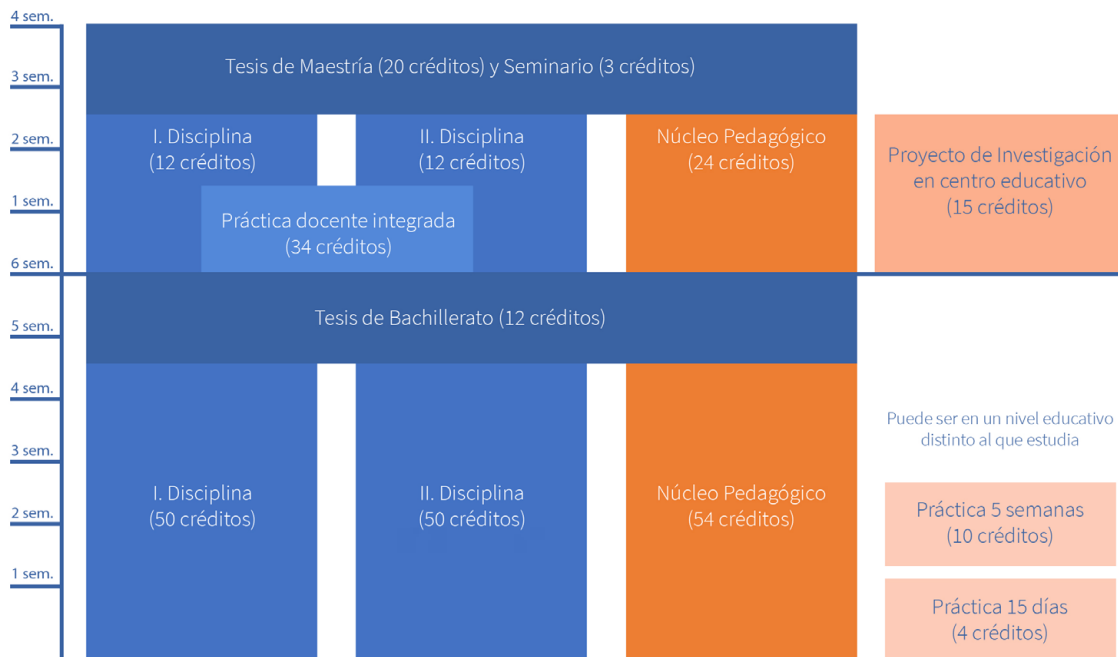 4 sem.
3 sem.
2 sem.
1 sem.
6 sem.
5 sem.
4 sem.
3 sem.
2 sem.
1 sem.
Tesis de Maestría (20 créditos) y Seminario (3 créditos)
I. Disciplina
(12 créditos)
II. Disciplina
(12 créditos)
Núcleo Pedagógico
(24 créditos)
Proyecto de Investigación
en centro educativo
(15 créditos)
Práctica docente integrada
(34 créditos)
Tesis de Bachillerato (12 créditos)
I. Disciplina
(50 créditos)
II. Disciplina
(50 créditos)
Núcleo Pedagógico
(54 créditos)
Puede ser en un nivel educativo
distinto al que estudia
Práctica 5 semanas
(10 créditos)
Práctica 15 días
(4 créditos)